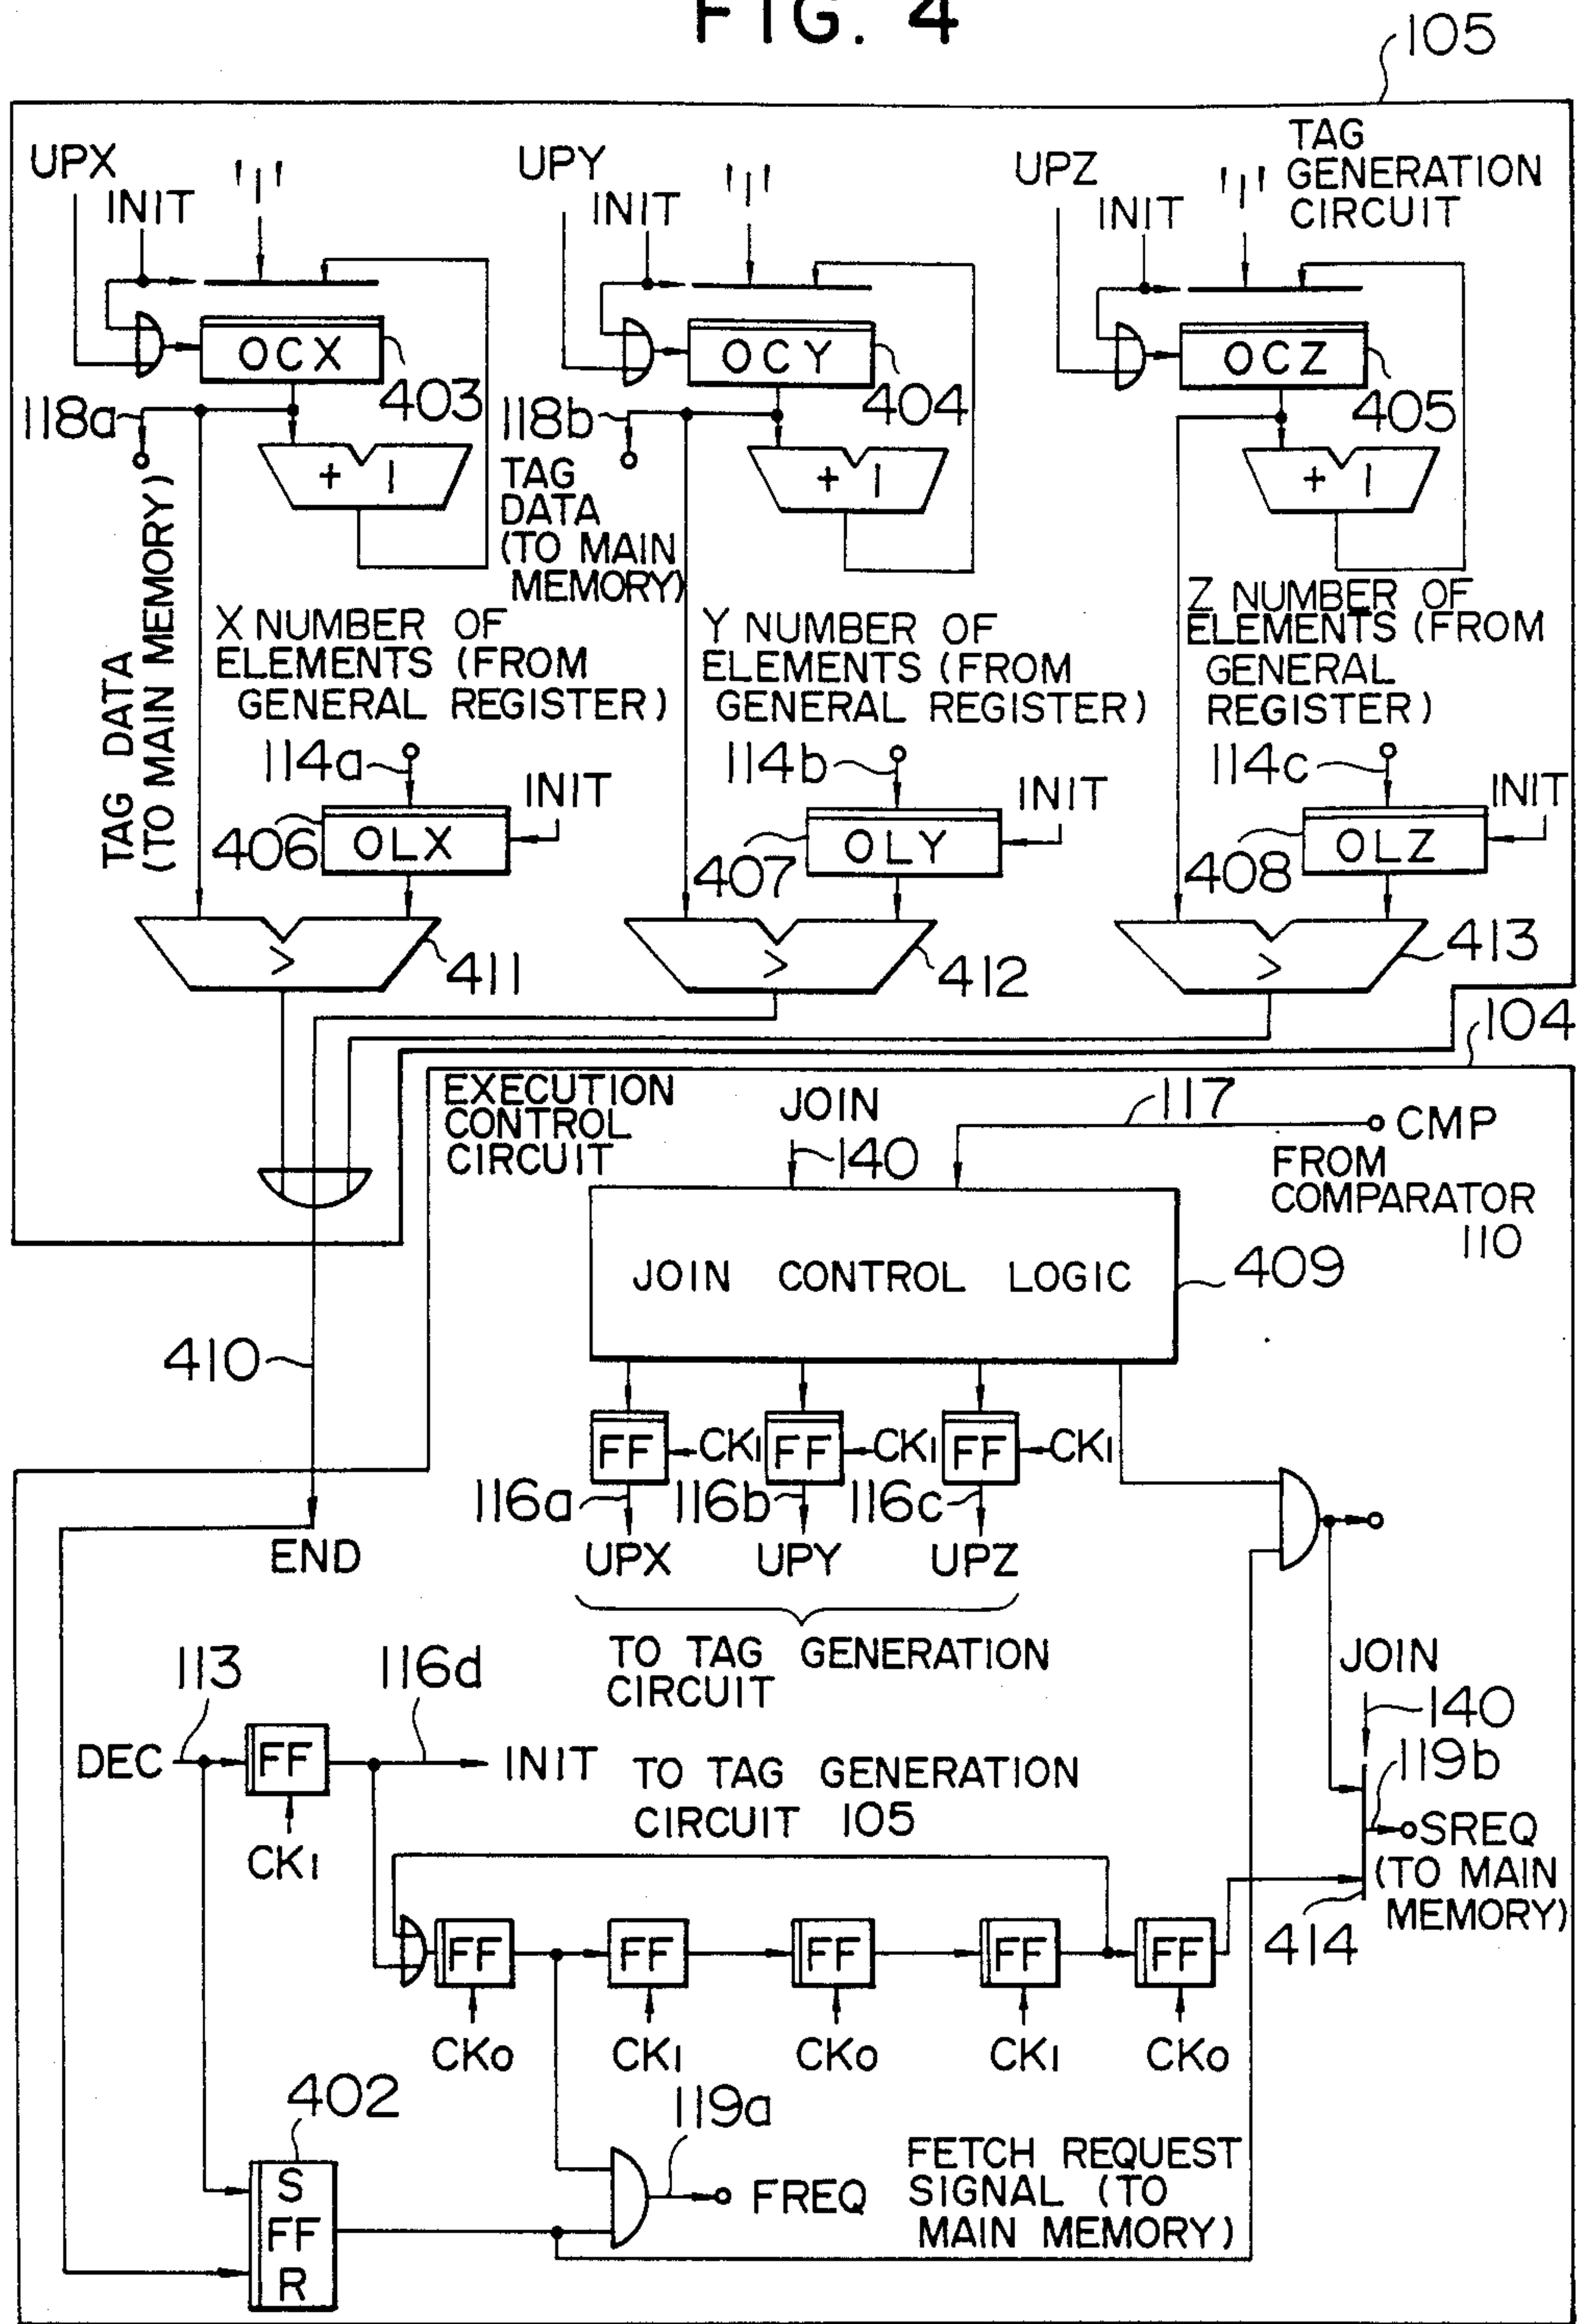 FIG. 4
105
UPX
INIT
'1'
UPY
INIT
'1'
UPZ
INIT
'1'
TAG
GENERATION
CIRCUIT
OCX
403
OCY
404
OCZ
405
118a
118b
+ 1
+ 1
+ 1
TAG DATA
(TO MAIN MEMORY)
TAG
DATA
(TO MAIN
MEMORY)
X NUMBER OF
ELEMENTS (FROM
GENERAL REGISTER)
Y NUMBER OF
ELEMENTS (FROM
GENERAL REGISTER)
Z NUMBER OF
ELEMENTS (FROM
GENERAL
REGISTER)
114a
INIT
114b
INIT
114c
INIT
406
OLX
407
OLY
408
OLZ
>
411
>
412
>
413
104
EXECUTION
CONTROL
CIRCUIT
JOIN
140
117
CMP
FROM
COMPARATOR
110
JOIN CONTROL LOGIC
409
410
FF
CK1
FF
CK1
FF
CK1
116a
116b
116c
END
UPX
UPY
UPZ
TO TAG GENERATION
CIRCUIT
113
116d
JOIN
140
DEC
FF
INIT
TO TAG GENERATION
CIRCUIT 105
CK1
119b
SREQ
(TO MAIN
MEMORY)
414
FF
FF
FF
FF
FF
CK0
CK1
CK0
CK1
CK0
402
119a
S
FF
R
FREQ
FETCH REQUEST
SIGNAL (TO
MAIN MEMORY)